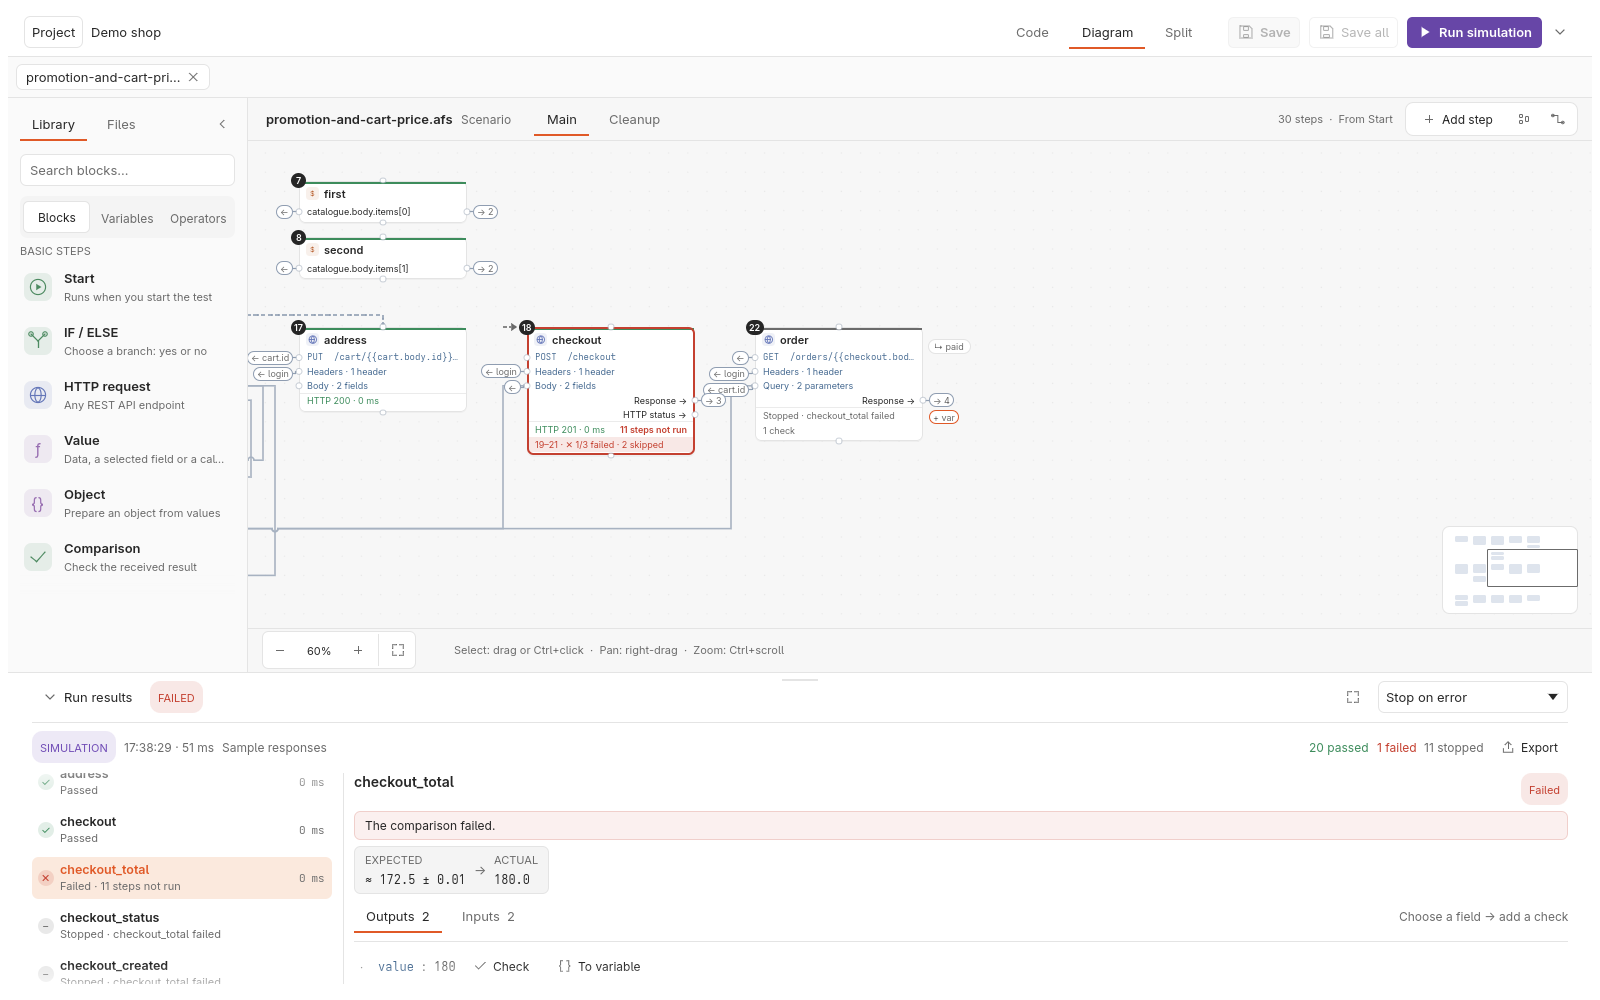 Project
Demo shop
Code
Diagram
Split
Save
Save all
Run simulation
promotion-and-cart-pri...
Library
Files
promotion-and-cart-price.afs
Scenario
Main
Cleanup
30 steps · From Start
Add step
Search blocks...
Blocks
Variables
Operators
BASIC STEPS
Start
Runs when you start the test
IF / ELSE
Choose a branch: yes or no
HTTP request
Any REST API endpoint
Value
Data, a selected field or a cal...
Object
Prepare an object from values
Comparison
Check the received result
7
$ first
←
catalogue.body.items[0]
→ 2
8
$ second
←
catalogue.body.items[1]
→ 2
17
address
← cart.id
PUT /cart/{{cart.body.id}}...
← login
Headers · 1 header
Body · 2 fields
HTTP 200 · 0 ms
18
checkout
POST /checkout
← login
Headers · 1 header
←
Body · 2 fields
Response →
→ 3
HTTP status →
HTTP 201 · 0 ms
11 steps not run
19–21 · ✕ 1/3 failed · 2 skipped
22
order
↳ paid
←
GET /orders/{{checkout.bod...
← login
Headers · 1 header
← cart.id
Query · 2 parameters
Response →
→ 4
Stopped · checkout_total failed
+ var
1 check
60%
Select: drag or Ctrl+click · Pan: right-drag · Zoom: Ctrl+scroll
Run results
FAILED
Stop on error
SIMULATION
17:38:29 · 51 ms
Sample responses
20 passed
1 failed
11 stopped
Export
address
Passed
0 ms
checkout
Passed
0 ms
checkout_total
Failed · 11 steps not run
0 ms
checkout_status
Stopped · checkout_total failed
checkout_created
Stopped · checkout_total failed
checkout_total
Failed
The comparison failed.
EXPECTED
≈ 172.5 ± 0.01
→
ACTUAL
180.0
Outputs 2
Inputs 2
Choose a field → add a check
· value : 180
Check
{} To variable